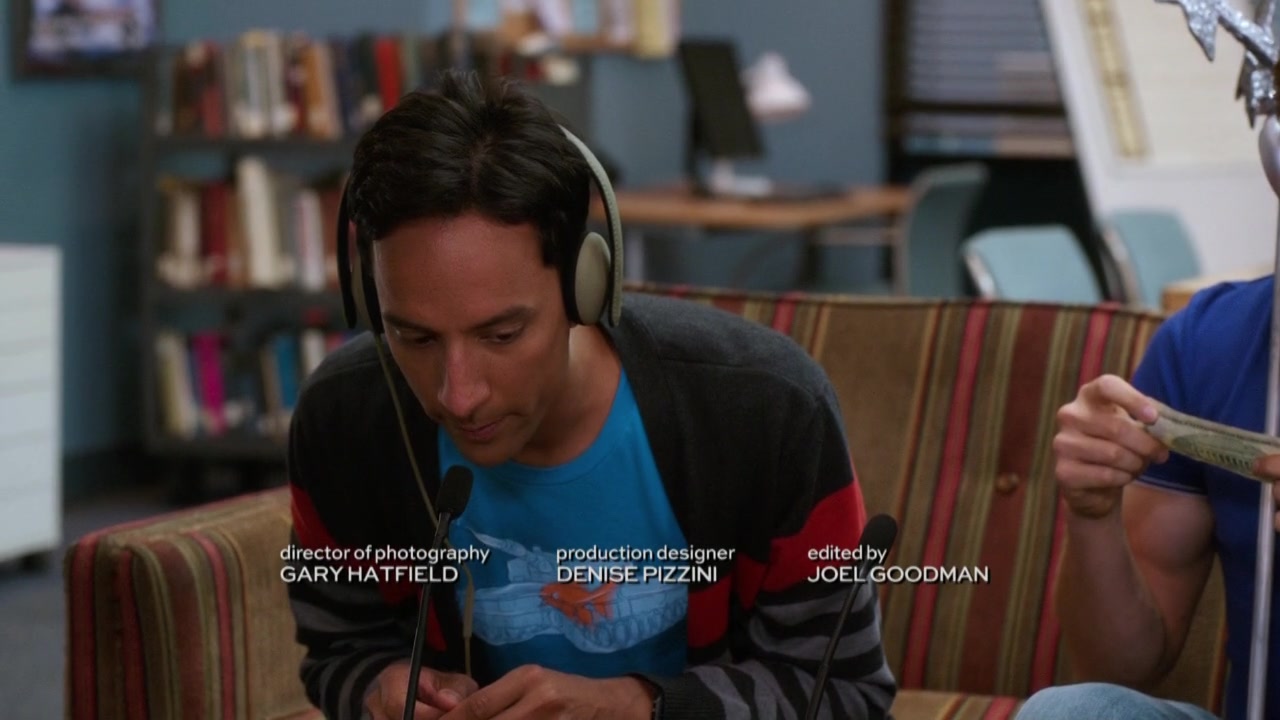 director of photography
GARY HATFIELD
production designer
DENISE PIZZINI
edited by
JOEL GOODMAN